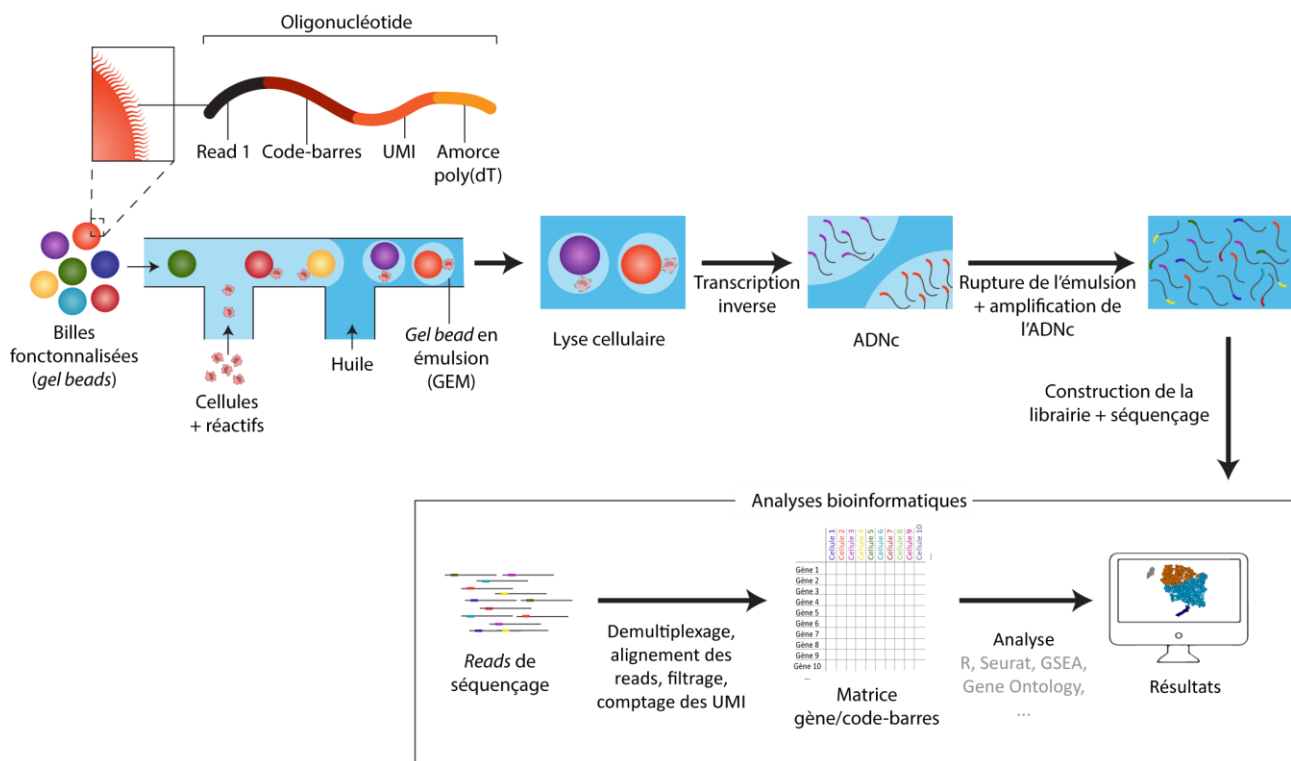 Oligonucléotide
Read 1
Code-barres
UMI
Amorce
poly(dT)
Billes
fonctonnalisées
(gel beads)
Cellules
+ réactifs
Huile
Gel bead en
émulsion
(GEM)
Lyse cellulaire
Transcription
inverse
ADNc
Rupture de l’émulsion
+ amplification de
l’ADNc
Construction de la
librairie + séquençage
Analyses bioinformatiques
Reads de
séquençage
Demultiplexage,
alignement des
reads, filtrage,
comptage des UMI
Cellule 1
Cellule 2
Cellule 3
Cellule 4
Cellule 5
Cellule 6
Cellule 7
Cellule 8
Cellule 9
Cellule 10
...
Gène 1
Gène 2
Gène 3
Gène 4
Gène 5
Gène 6
Gène 7
Gène 8
Gène 9
Gène 10
...
Matrice
gène/code-barres
Analyse
R, Seurat, GSEA,
Gene Ontology,
...
Résultats